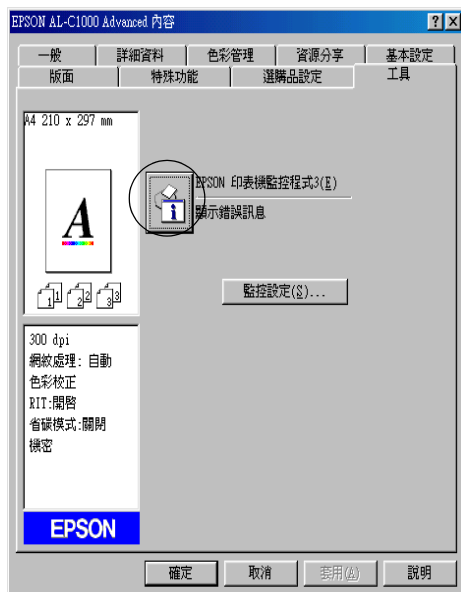 EPSON AL-C1000 Advanced 內容
一般 詳細資料 色彩管理 資源分享 基本設定
版面 特殊功能 選購品設定 工具
A4 210 x 297 mm
EPSON 印表機監控程式3(E)
顯示錯誤訊息
A
1 1 2 2 3 3
監控設定(S)...
300 dpi
網紋處理: 自動
色彩校正
RIT:開啓
省碳模式:關閉
機密
EPSON
確定 取消 套用(A) 說明